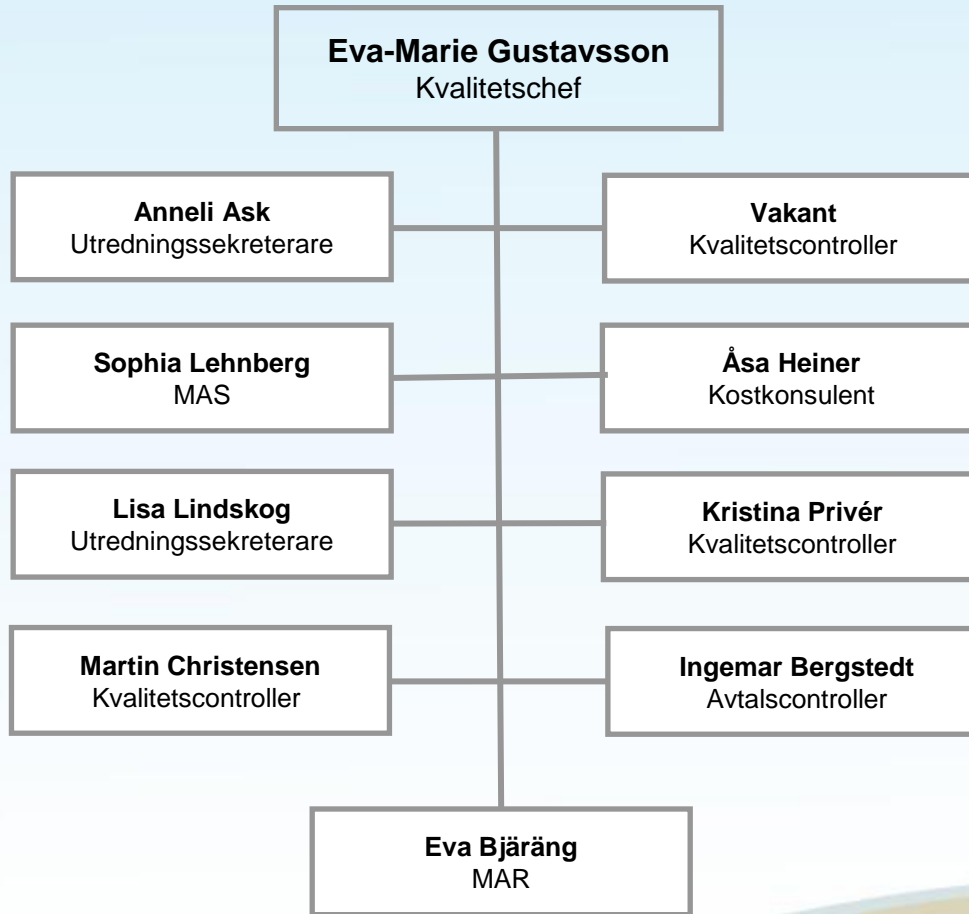 Eva-Marie Gustavsson
Kvalitetschef
Anneli Ask
Utredningssekreterare
Vakant
Kvalitetscontroller
Sophia Lehnberg
MAS
Åsa Heiner
Kostkonsulent
Lisa Lindskog
Utredningssekreterare
Kristina Privér
Kvalitetscontroller
Martin Christensen
Kvalitetscontroller
Ingemar Bergstedt
Avtalscontroller
Eva Bjäräng
MAR